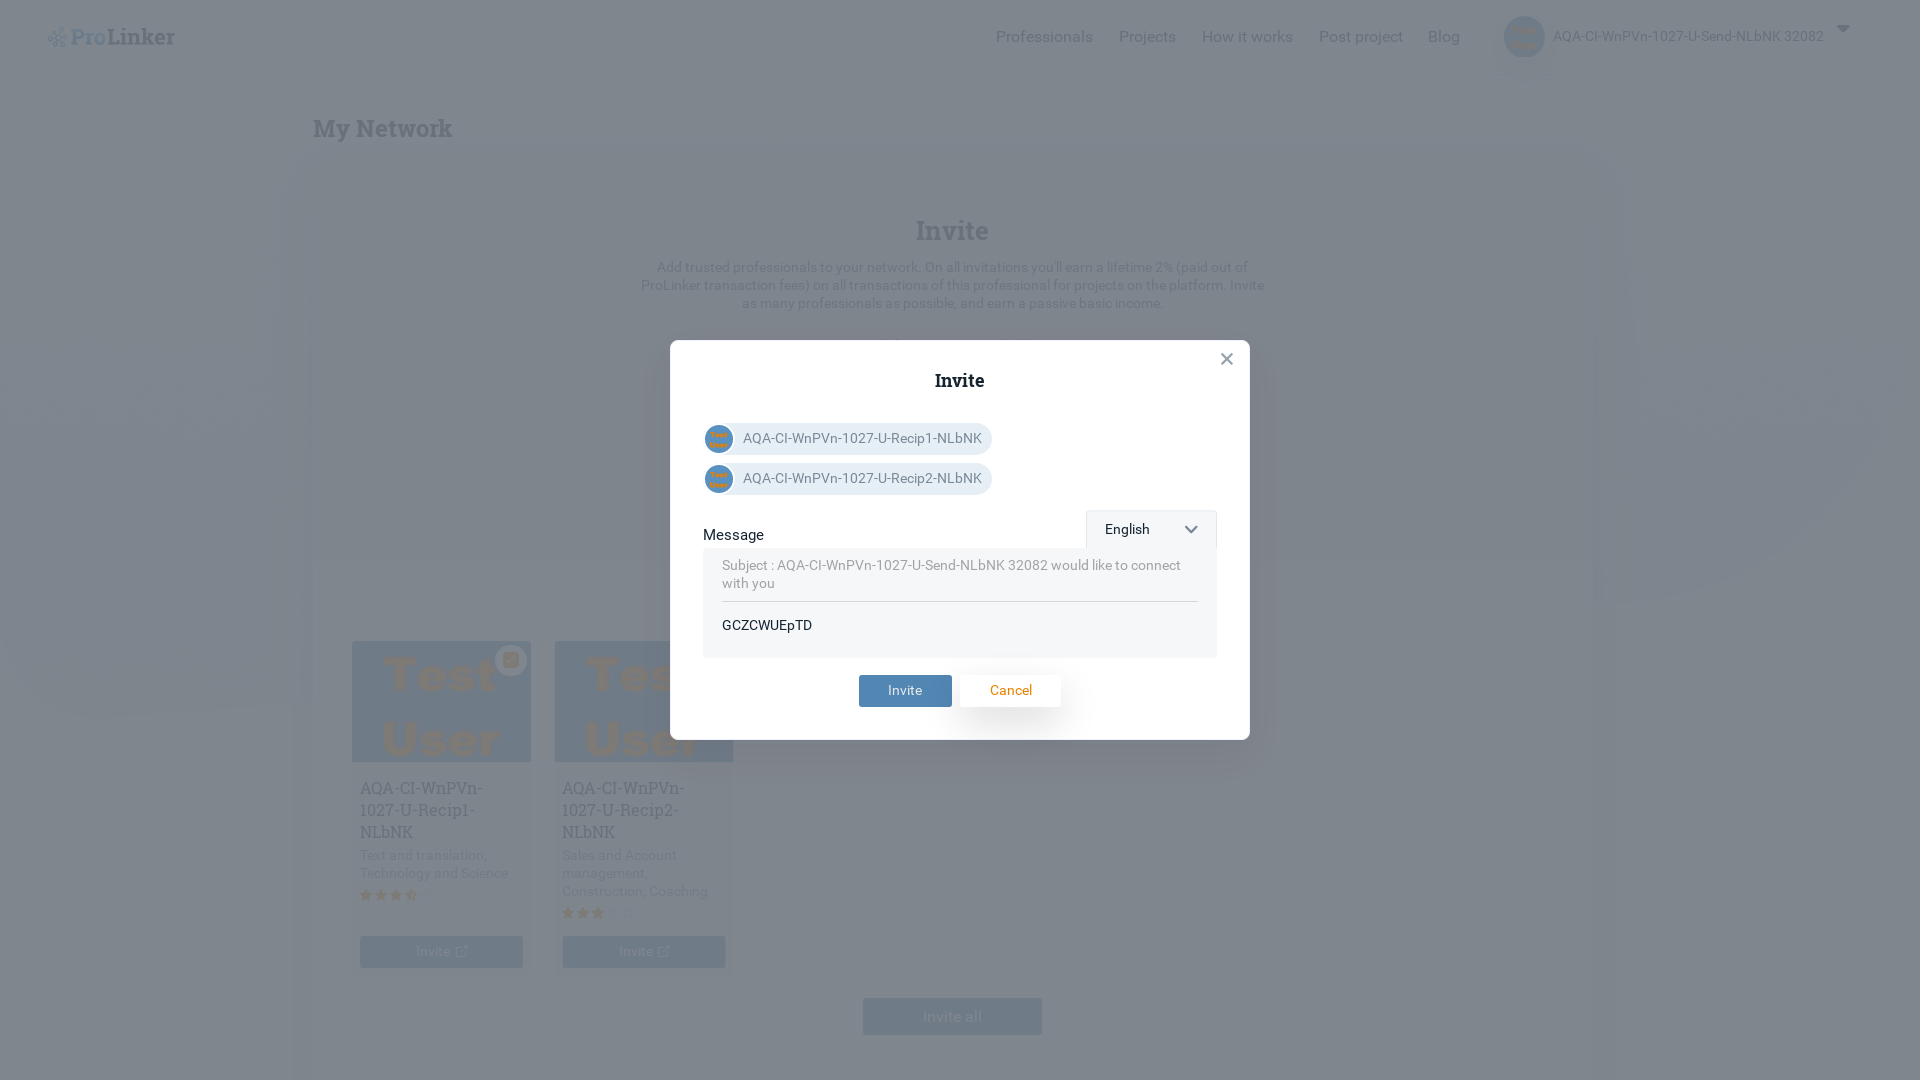 ProLinker
Professionals
Projects
How it works
Post project
Blog
AQA-CI-WnPVn-1027-U-Send-NLbNK 32082
My Network
Invite
Add trusted professionals to your network. On all invitations you'll earn a lifetime 2% (paid out of
ProLinker transaction fees) on all transactions of this professional for projects on the platform. Invite
as many professionals as possible, and earn a passive basic income.
Invite
AQA-CI-WnPVn-1027-U-Recip1-NLbNK
AQA-CI-WnPVn-1027-U-Recip2-NLbNK
Message
English
Subject : AQA-CI-WnPVn-1027-U-Send-NLbNK 32082 would like to connect
with you
GCZCWUEpTD
Invite
Cancel
Test
User
AQA-CI-WnPVn-
1027-U-Recip1-
NLbNK
Text and translation,
Technology and Science
Invite
Test
User
AQA-CI-WnPVn-
1027-U-Recip2-
NLbNK
Sales and Account
management,
Construction, Coaching
Invite
Invite all